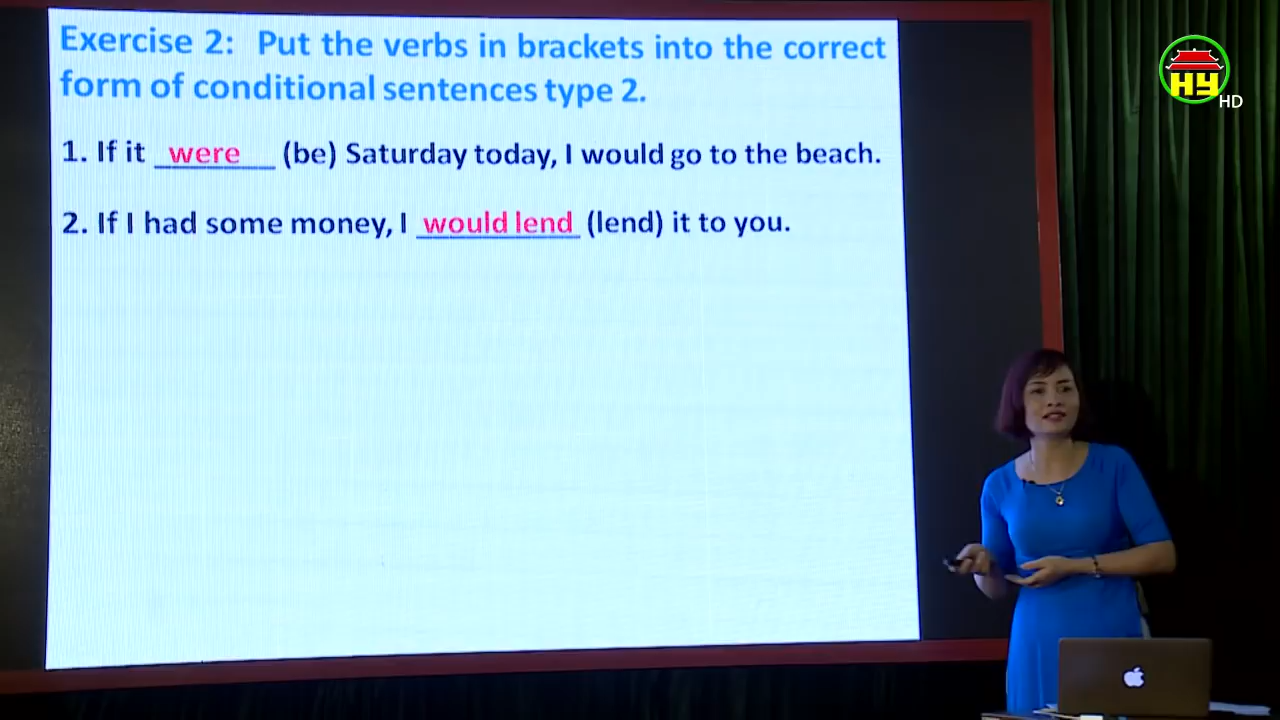 Exercise 2: Put the verbs in brackets into the correct
form of conditional sentences type 2.
1. If it were (be) Saturday today, I would go to the beach.
2. If I had some money, I would lend (lend) it to you.
HY
HD